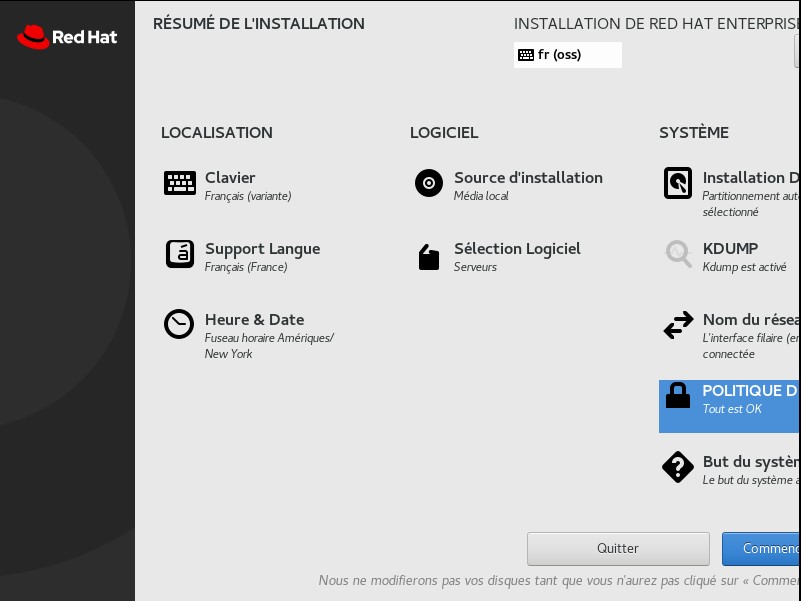 Red Hat
RÉSUMÉ DE L'INSTALLATION
INSTALLATION DE RED HAT ENTERPRISE
fr (oss)
LOCALISATION
Clavier
Français (variante)
Support Langue
Français (France)
Heure & Date
Fuseau horaire Amériques/
New York
LOGICIEL
Source d'installation
Média local
Sélection Logiciel
Serveurs
SYSTÈME
Installation D
Partitionnement aut
sélectionné
KDUMP
Kdump est activé
Nom du résea
L'interface filaire (en
connectée
POLITIQUE D
Tout est OK
But du systèm
Le but du système a
Quitter
Commenc
Nous ne modifierons pas vos disques tant que vous n'aurez pas cliqué sur « Commen